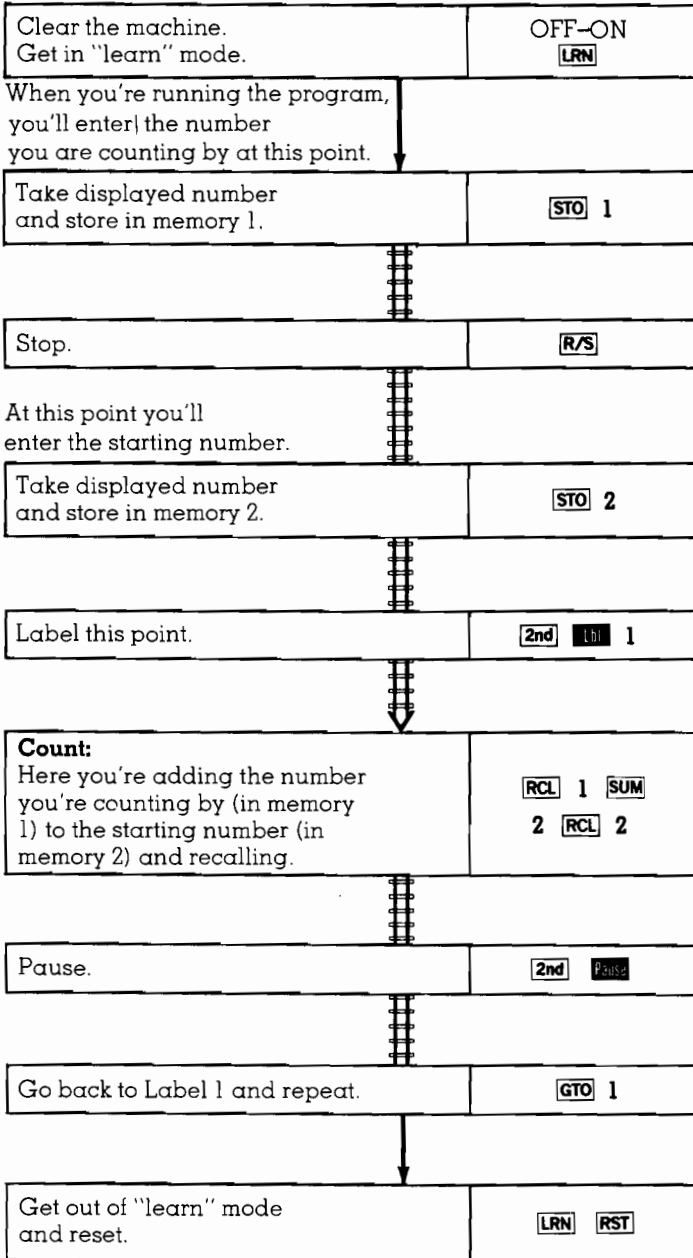 Clear the machine.
Get in "learn" mode.
OFF–ON
LRN
When you're running the program,
you'll enter the number
you are counting by at this point.
Take displayed number
and store in memory 1.
STO 1
Stop.
R/S
At this point you'll
enter the starting number.
Take displayed number
and store in memory 2.
STO 2
Label this point.
2nd Lbl 1
Count:
Here you're adding the number
you're counting by (in memory
1) to the starting number (in
memory 2) and recalling.
RCL 1 SUM
2 RCL 2
Pause.
2nd Pause
Go back to Label 1 and repeat.
GTO 1
Get out of "learn" mode
and reset.
LRN RST